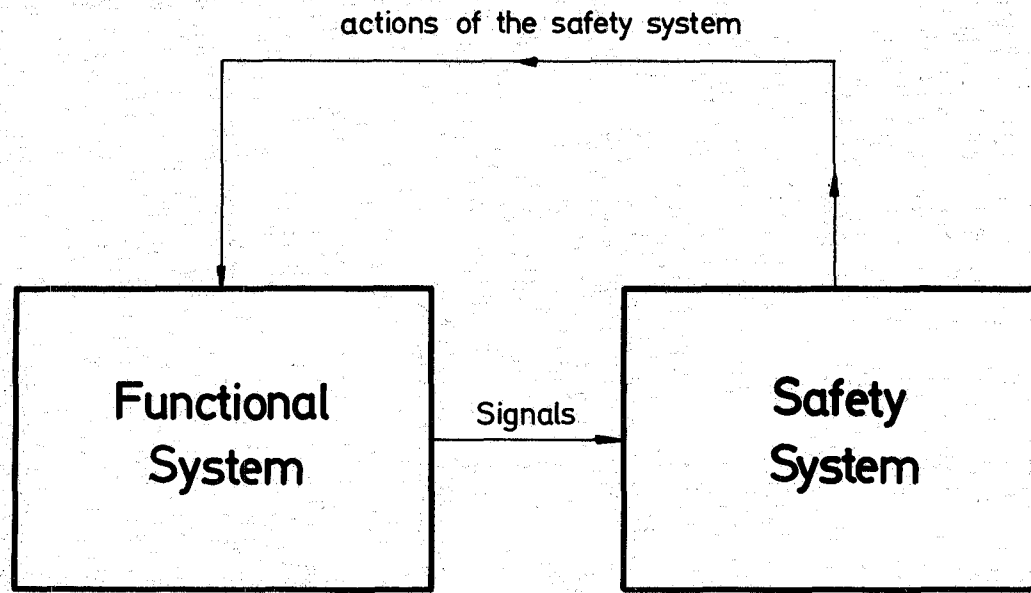 actions of the safety system
Functional
System
Signals
Safety
System